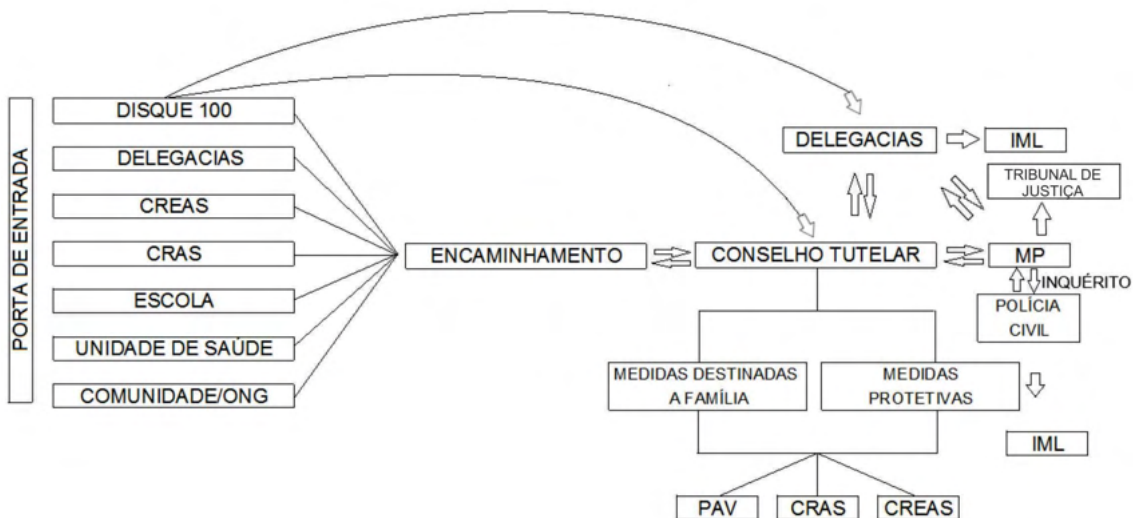 PORTA DE ENTRADA
DISQUE 100
DELEGACIAS
CREAS
CRAS
ESCOLA
UNIDADE DE SAÚDE
COMUNIDADE/ONG
ENCAMINHAMENTO
DELEGACIAS
IML
TRIBUNAL DE
JUSTIÇA
CONSELHO TUTELAR
MP
INQUÉRITO
POLÍCIA
CIVIL
MEDIDAS DESTINADAS
A FAMÍLIA
MEDIDAS
PROTETIVAS
IML
PAV
CRAS
CREAS